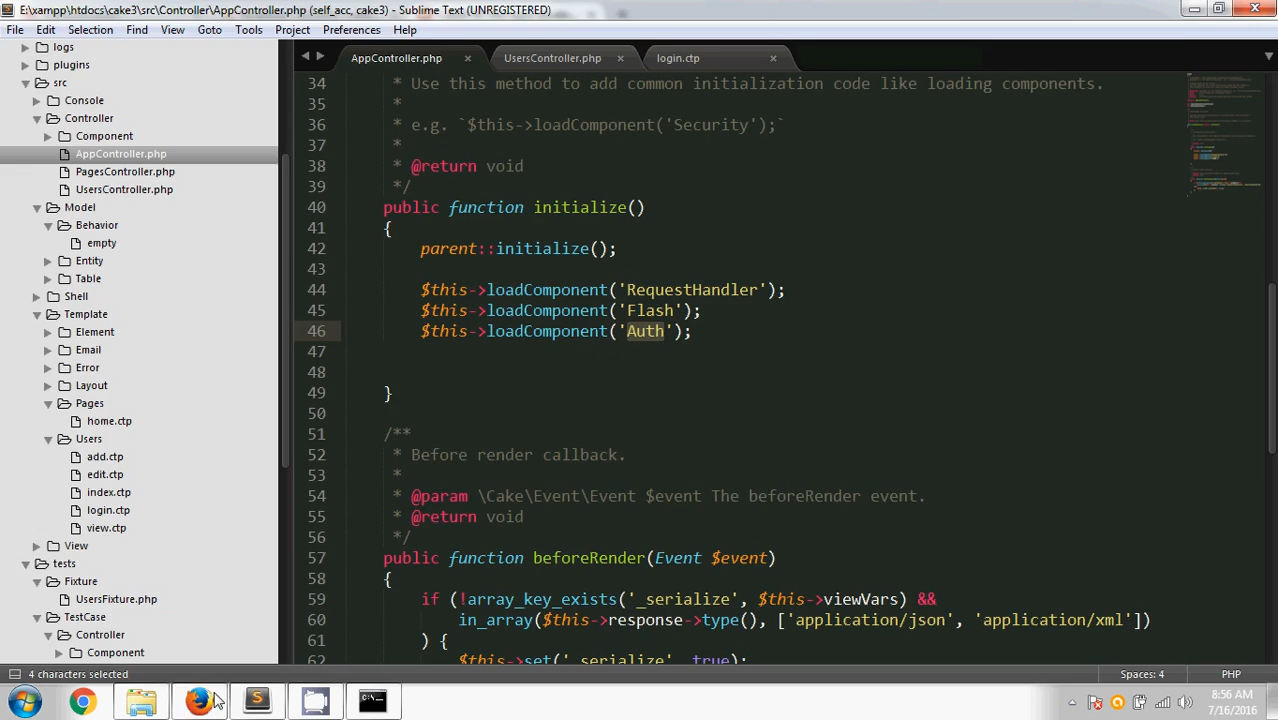 E:\xampp\htdocs\cake3\src\Controller\AppController.php (self_acc, cake3) - Sublime Text (UNREGISTERED)
File Edit Selection Find View Goto Tools Project Preferences Help
logs
plugins
src
Console
Controller
Component
AppController.php
PagesController.php
UsersController.php
Model
Behavior
empty
Entity
Table
Shell
Template
Element
Email
Error
Layout
Pages
home.ctp
Users
add.ctp
edit.ctp
index.ctp
login.ctp
view.ctp
View
tests
Fixture
UsersFixture.php
TestCase
Controller
Component
AppController.php × UsersController.php × login.ctp ×
34 * Use this method to add common initialization code like loading components.
35 *
36 * e.g. `$this->loadComponent('Security');`
37 *
38 * @return void
39 */
40 public function initialize()
41 {
42 parent::initialize();
43
44 $this->loadComponent('RequestHandler');
45 $this->loadComponent('Flash');
46 $this->loadComponent('Auth');
47
48
49 }
50
51 /**
52 * Before render callback.
53 *
54 * @param \Cake\Event\Event $event The beforeRender event.
55 * @return void
56 */
57 public function beforeRender(Event $event)
58 {
59 if (!array_key_exists('_serialize', $this->viewVars) &&
60 in_array($this->response->type(), ['application/json', 'application/xml'])
61 ) {
62 $this->set('_serialize', true);
4 characters selected Spaces: 4 PHP
8:56 AM
7/16/2016